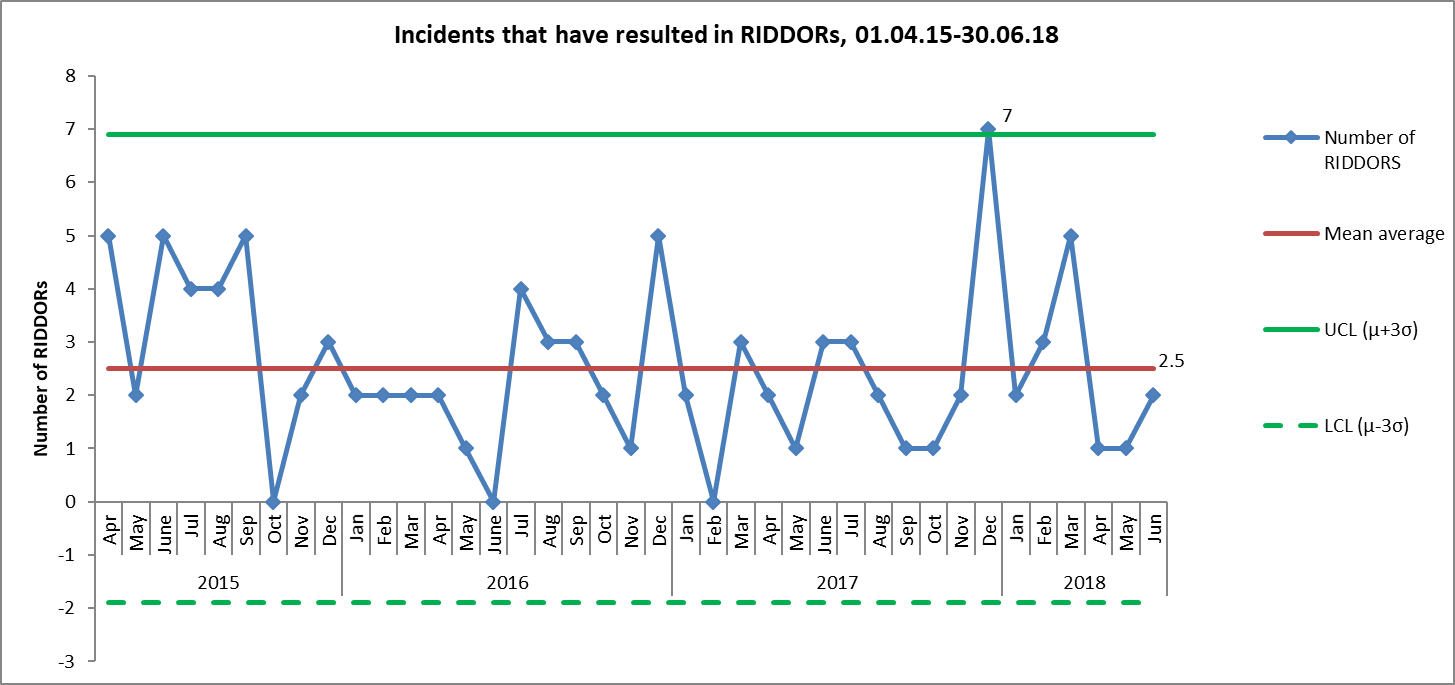 Incidents that have resulted in RIDDORs, 01.04.15-30.06.18
Number of RIDDORs
8
7
6
5
4
3
2
1
0
-1
-2
-3
7
2.5
Apr May June Jul Aug Sep Oct Nov Dec Jan Feb Mar Apr May June Jul Aug Sep Oct Nov Dec Jan Feb Mar Apr May June Jul Aug Sep Oct Nov Dec Jan Feb Mar Apr May Jun
2015 2016 2017 2018
Number of
RIDDORS
Mean average
UCL (μ+3σ)
LCL (μ-3σ)